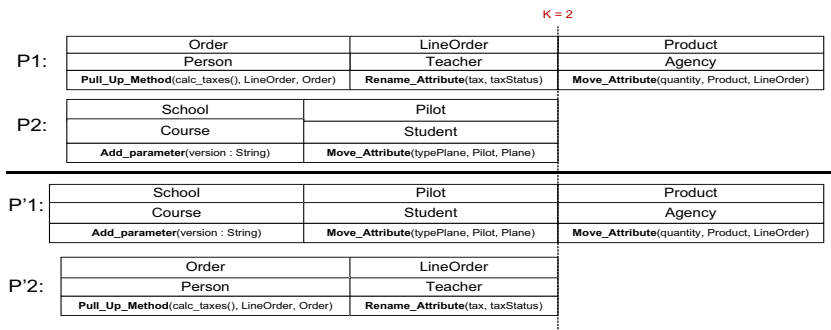 K = 2
P1:
Order LineOrder Product
Person Teacher Agency
Pull_Up_Method(calc_taxes(), LineOrder, Order) Rename_Attribute(tax, taxStatus) Move_Attribute(quantity, Product, LineOrder)
P2:
School Pilot
Course Student
Add_parameter(version : String) Move_Attribute(typePlane, Pilot, Plane)
P'1:
School Pilot Product
Course Student Agency
Add_parameter(version : String) Move_Attribute(typePlane, Pilot, Plane) Move_Attribute(quantity, Product, LineOrder)
P'2:
Order LineOrder
Person Teacher
Pull_Up_Method(calc_taxes(), LineOrder, Order) Rename_Attribute(tax, taxStatus)